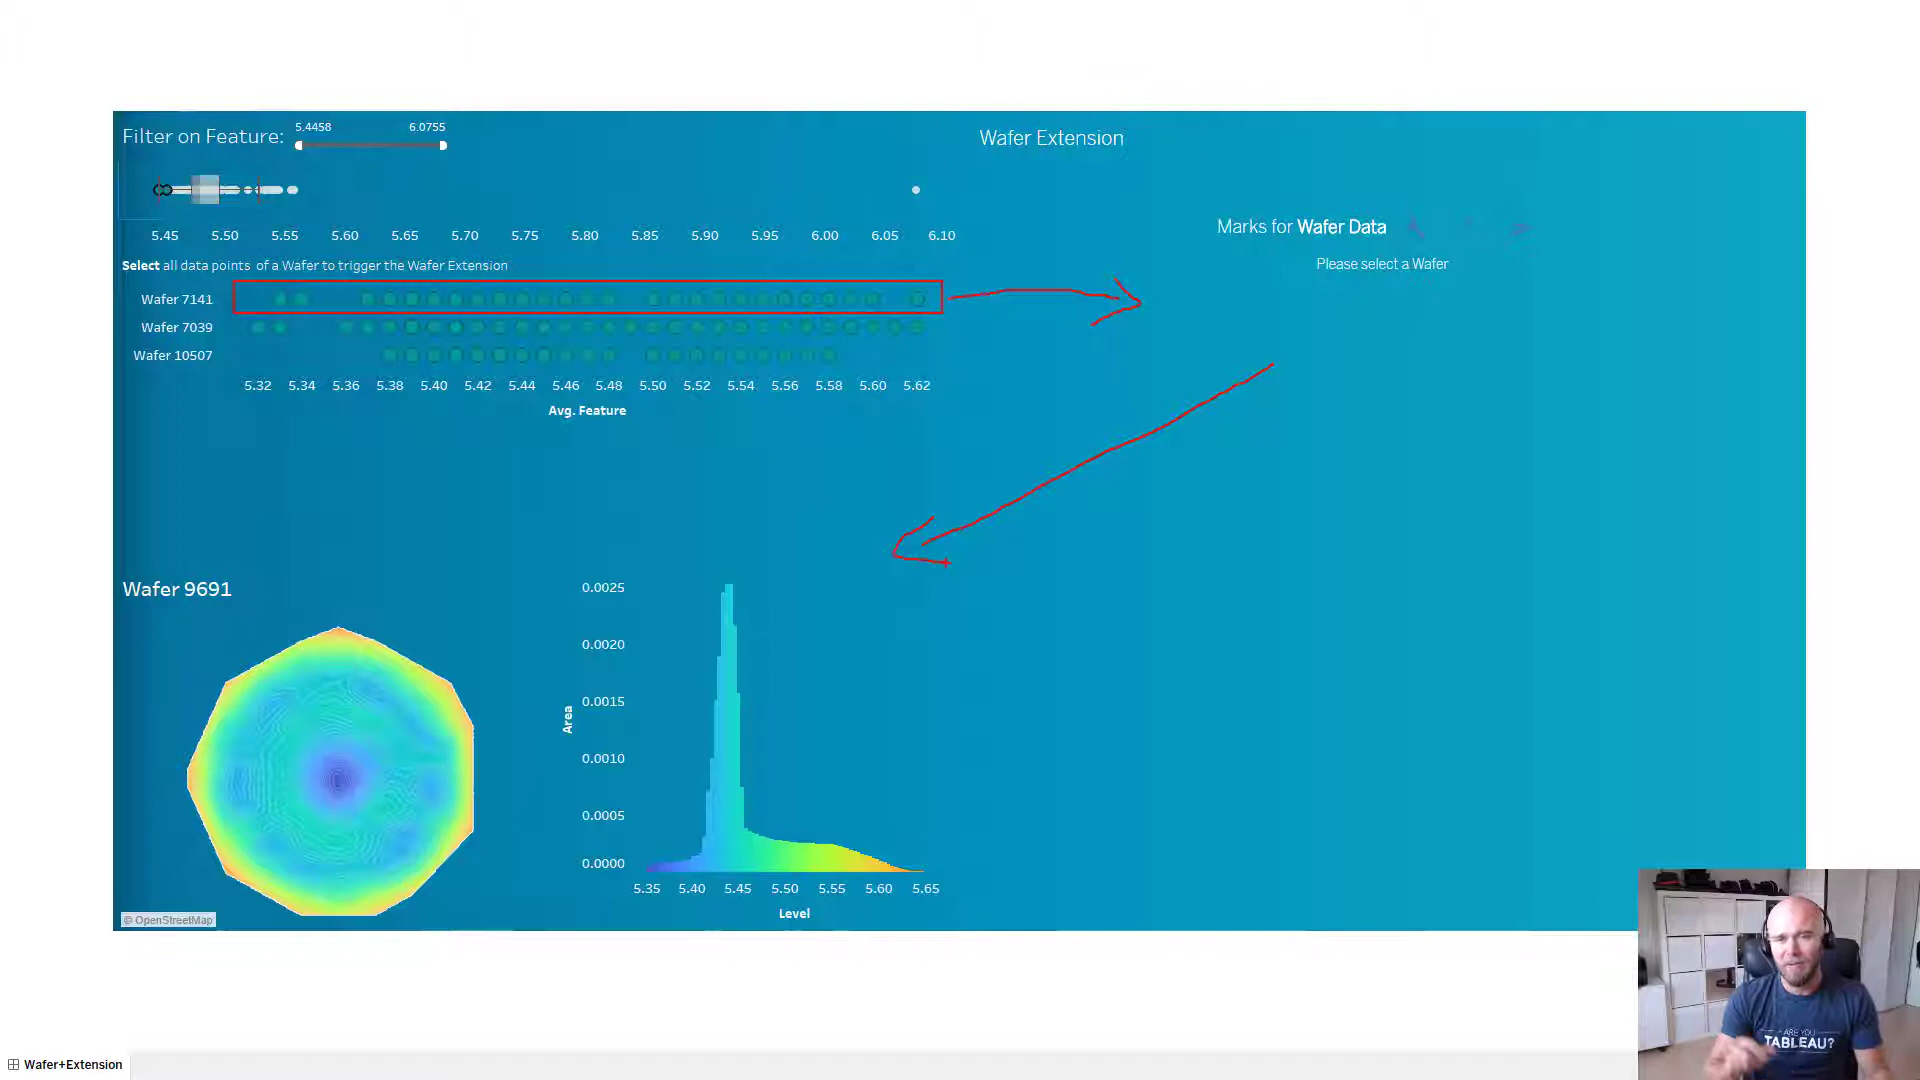 Filter on Feature:
5.4458 6.0755
Wafer Extension
5.45 5.50 5.55 5.60 5.65 5.70 5.75 5.80 5.85 5.90 5.95 6.00 6.05 6.10
Marks for Wafer Data
Select all data points of a Wafer to trigger the Wafer Extension
Please select a Wafer
Wafer 7141
Wafer 7039
Wafer 10507
5.32 5.34 5.36 5.38 5.40 5.42 5.44 5.46 5.48 5.50 5.52 5.54 5.56 5.58 5.60 5.62
Avg. Feature
Wafer 9691
0.0025
0.0020
0.0015
Area
0.0010
0.0005
0.0000
5.35 5.40 5.45 5.50 5.55 5.60 5.65
Level
© OpenStreetMap
ARE YOU
TABLEAU?
Wafer+Extension